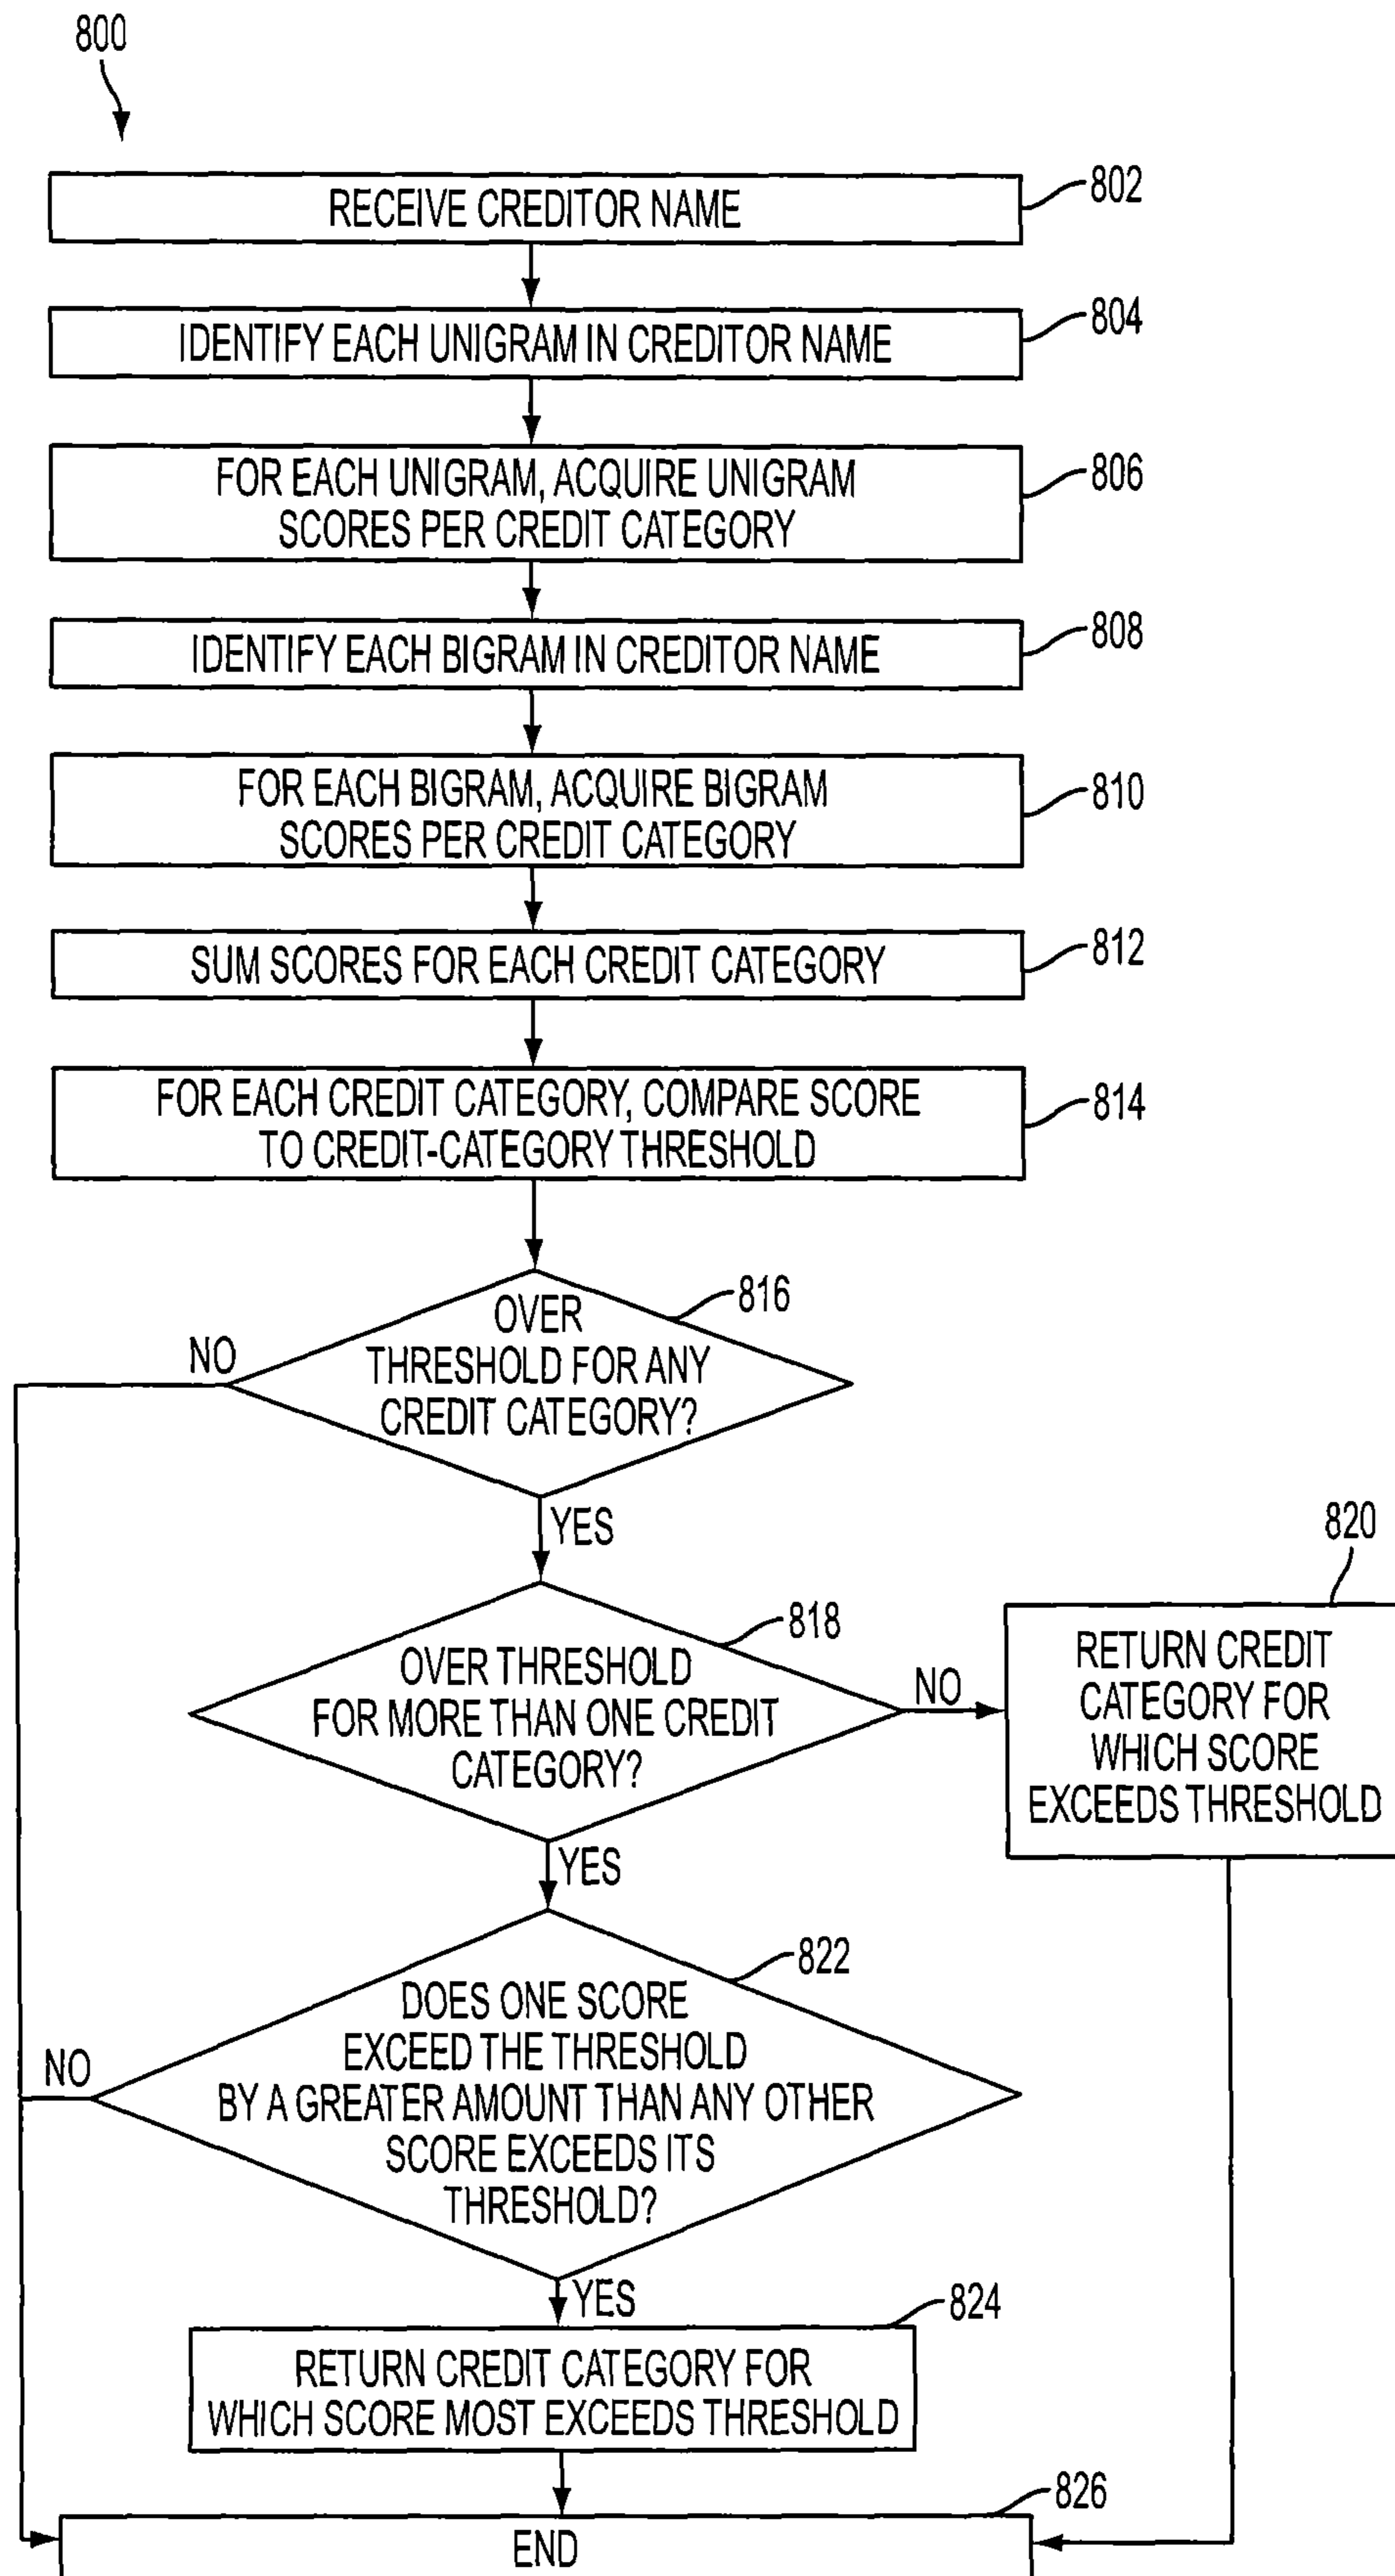 800
RECEIVE CREDITOR NAME
802
IDENTIFY EACH UNIGRAM IN CREDITOR NAME
804
FOR EACH UNIGRAM, ACQUIRE UNIGRAM
SCORES PER CREDIT CATEGORY
806
IDENTIFY EACH BIGRAM IN CREDITOR NAME
808
FOR EACH BIGRAM, ACQUIRE BIGRAM
SCORES PER CREDIT CATEGORY
810
SUM SCORES FOR EACH CREDIT CATEGORY
812
FOR EACH CREDIT CATEGORY, COMPARE SCORE
TO CREDIT-CATEGORY THRESHOLD
814
OVER
THRESHOLD FOR ANY
CREDIT CATEGORY?
816
NO
YES
OVER THRESHOLD
FOR MORE THAN ONE CREDIT
CATEGORY?
818
NO
820
RETURN CREDIT
CATEGORY FOR
WHICH SCORE
EXCEEDS THRESHOLD
YES
DOES ONE SCORE
EXCEED THE THRESHOLD
BY A GREATER AMOUNT THAN ANY OTHER
SCORE EXCEEDS ITS
THRESHOLD?
822
NO
YES
824
RETURN CREDIT CATEGORY FOR
WHICH SCORE MOST EXCEEDS THRESHOLD
826
END